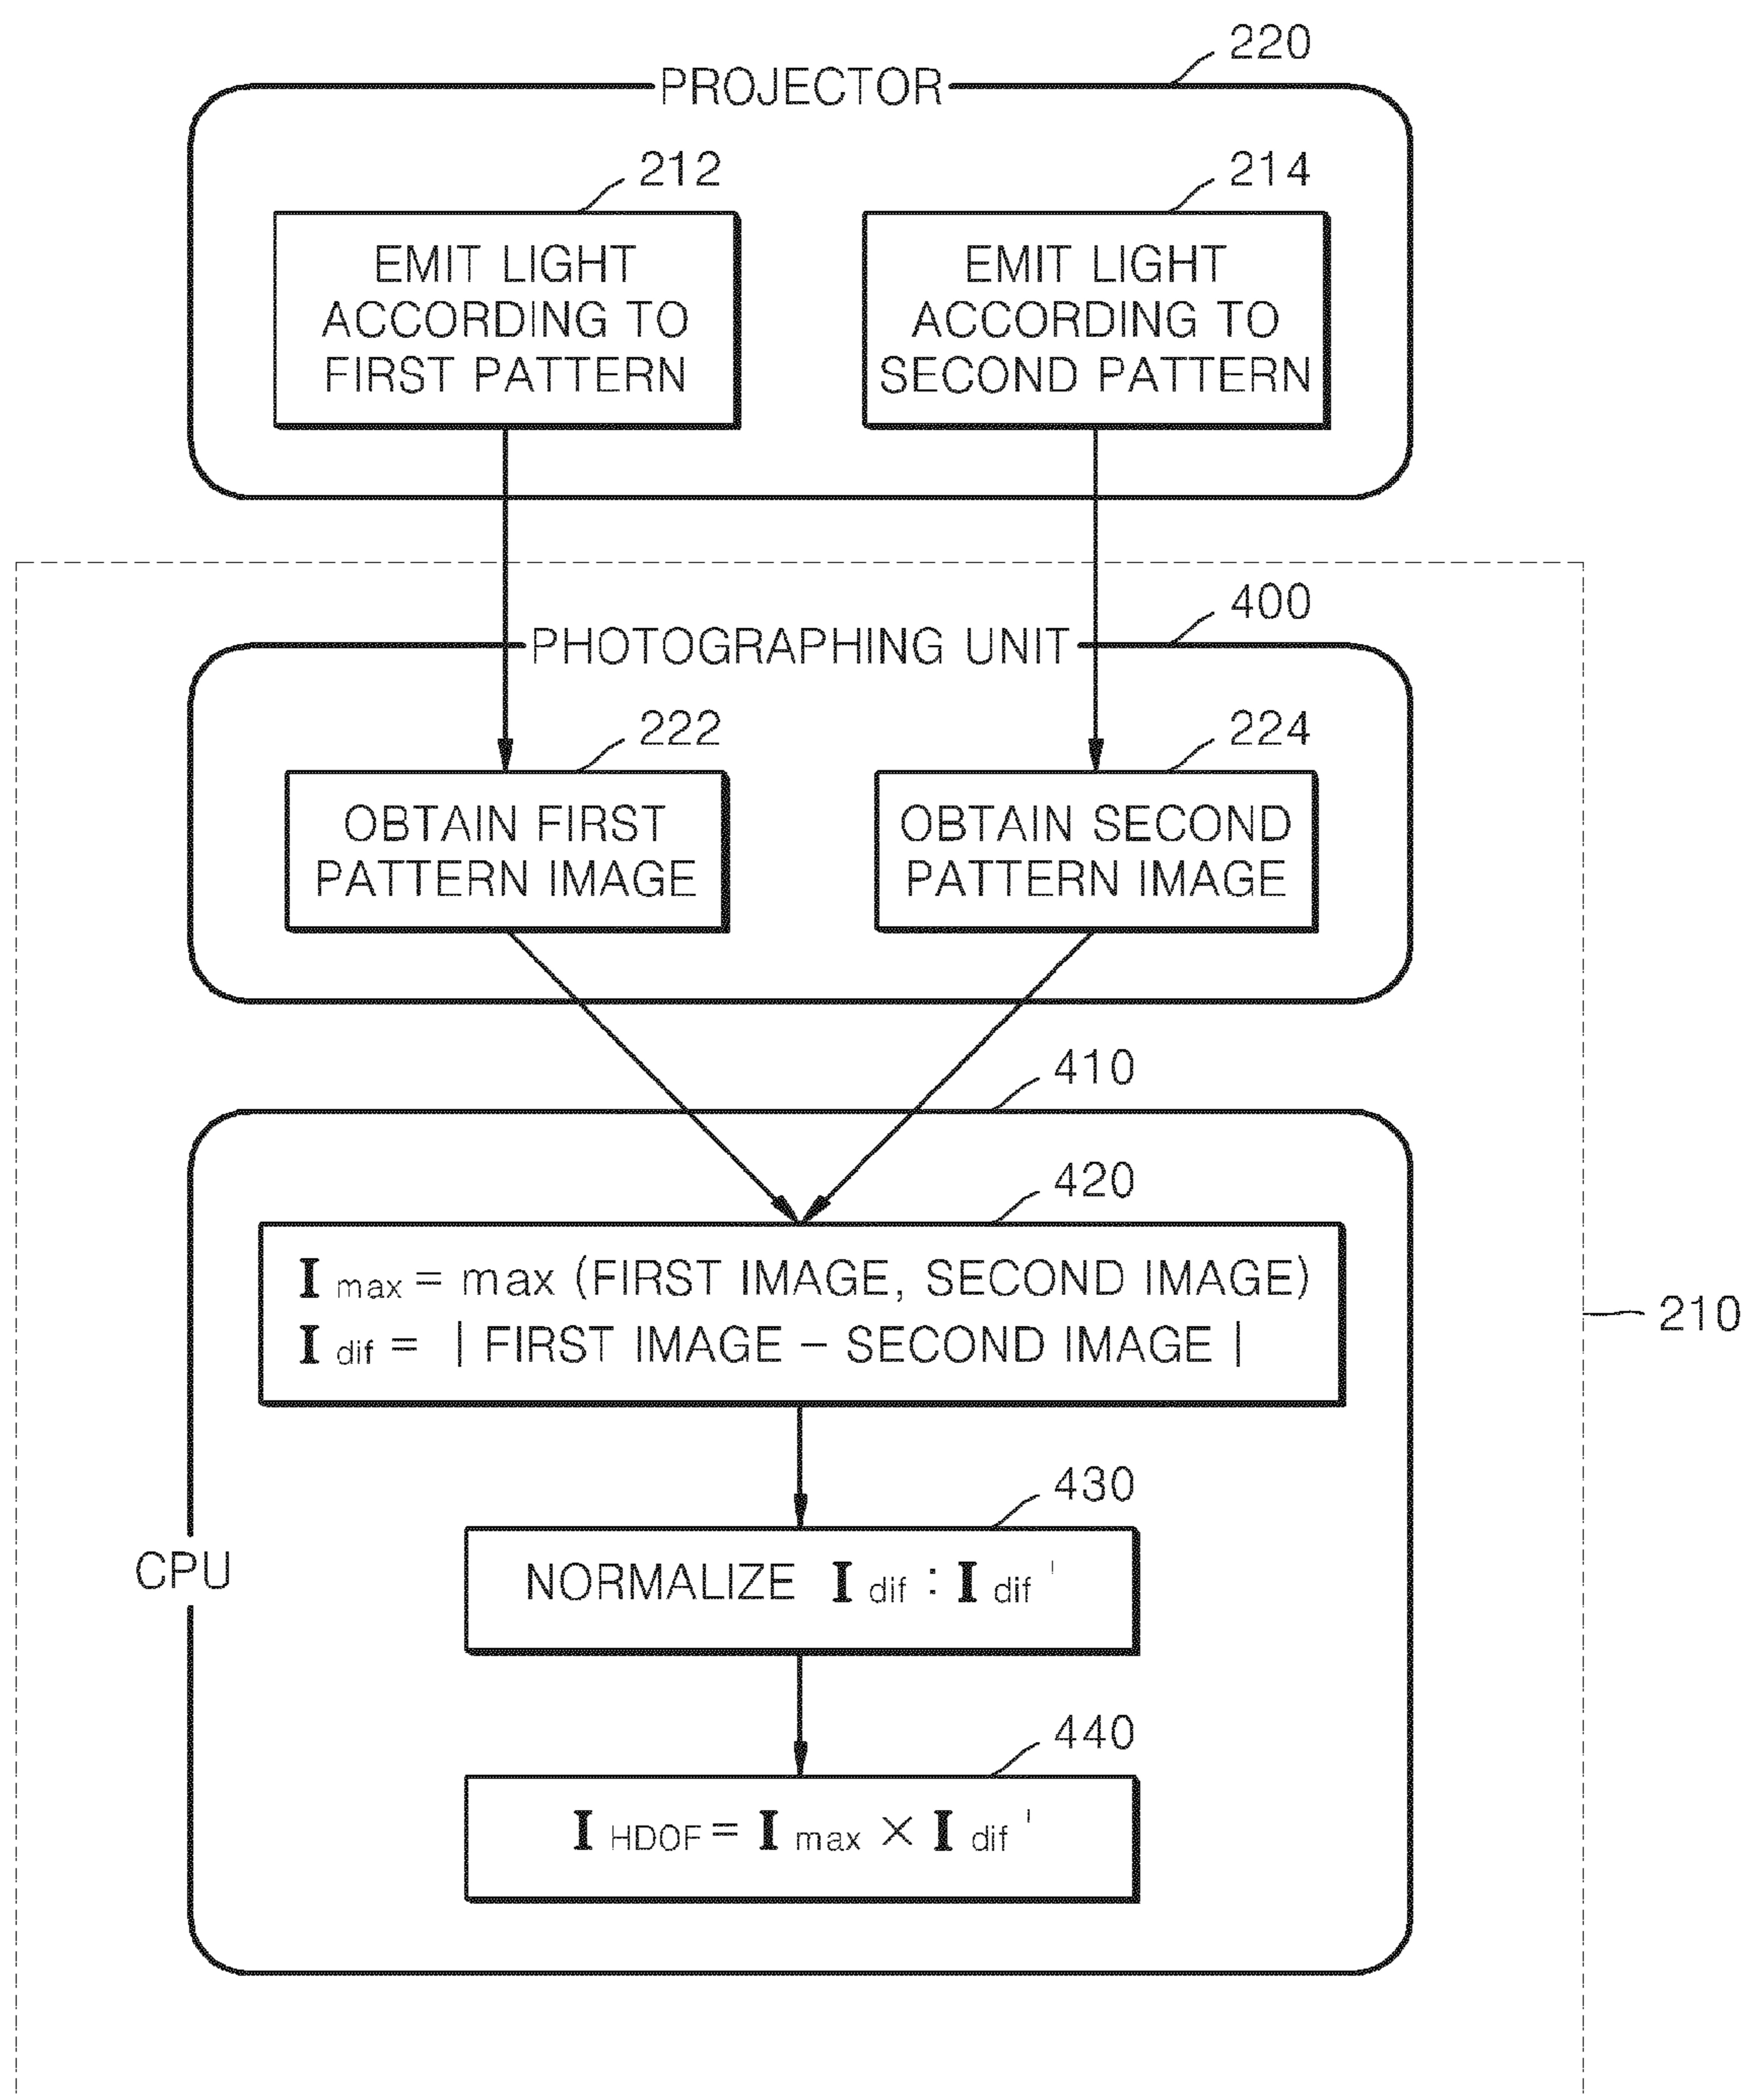 220
PROJECTOR
212
214
EMIT LIGHT
ACCORDING TO
FIRST PATTERN
EMIT LIGHT
ACCORDING TO
SECOND PATTERN
400
PHOTOGRAPHING UNIT
222
224
OBTAIN FIRST
PATTERN IMAGE
OBTAIN SECOND
PATTERN IMAGE
410
420
I max = max (FIRST IMAGE, SECOND IMAGE)
I dif = | FIRST IMAGE – SECOND IMAGE |
210
430
CPU
NORMALIZE I dif : I dif '
440
I HDOF = I max × I dif '